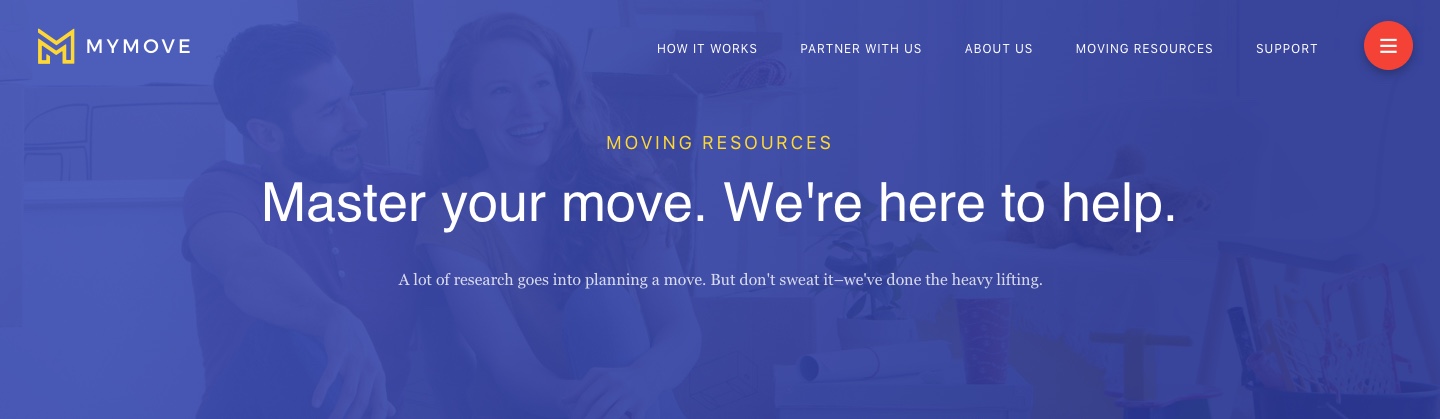 MYMOVE
HOW IT WORKS PARTNER WITH US ABOUT US MOVING RESOURCES SUPPORT
MOVING RESOURCES
Master your move. We're here to help.
A lot of research goes into planning a move. But don't sweat it–we've done the heavy lifting.